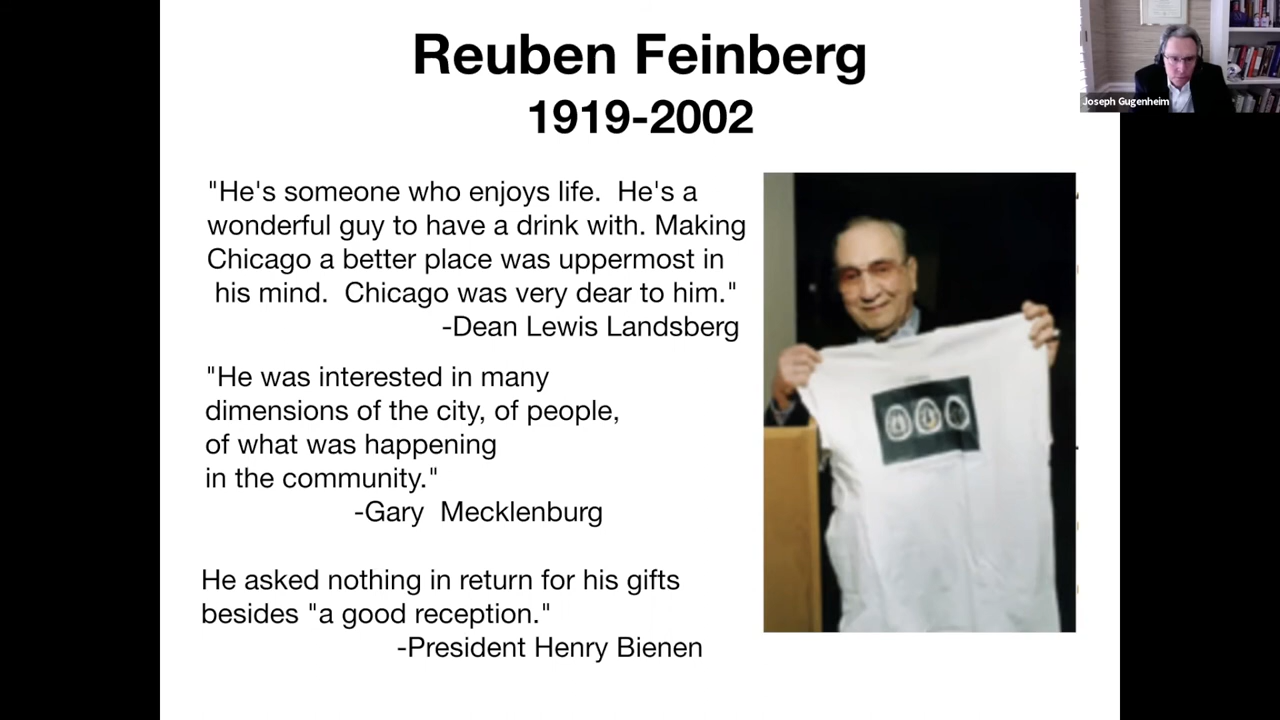 Reuben Feinberg
1919-2002
Joseph Gugenheim
"He's someone who enjoys life.  He's a
wonderful guy to have a drink with. Making
Chicago a better place was uppermost in
his mind.  Chicago was very dear to him."
-Dean Lewis Landsberg
"He was interested in many
dimensions of the city, of people,
of what was happening
in the community."
-Gary  Mecklenburg
He asked nothing in return for his gifts
besides "a good reception."
-President Henry Bienen